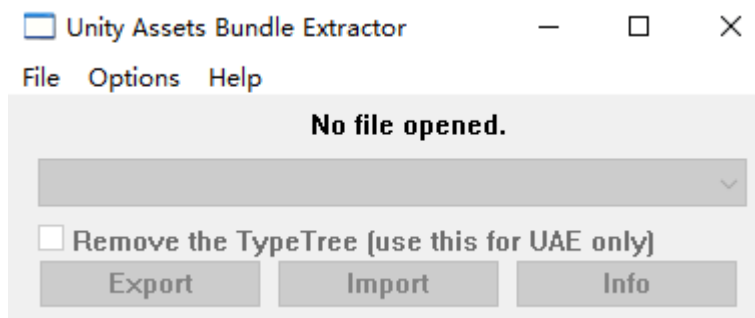 Unity Assets Bundle Extractor
File Options Help
No file opened.
Remove the TypeTree (use this for UAE only)
Export Import Info